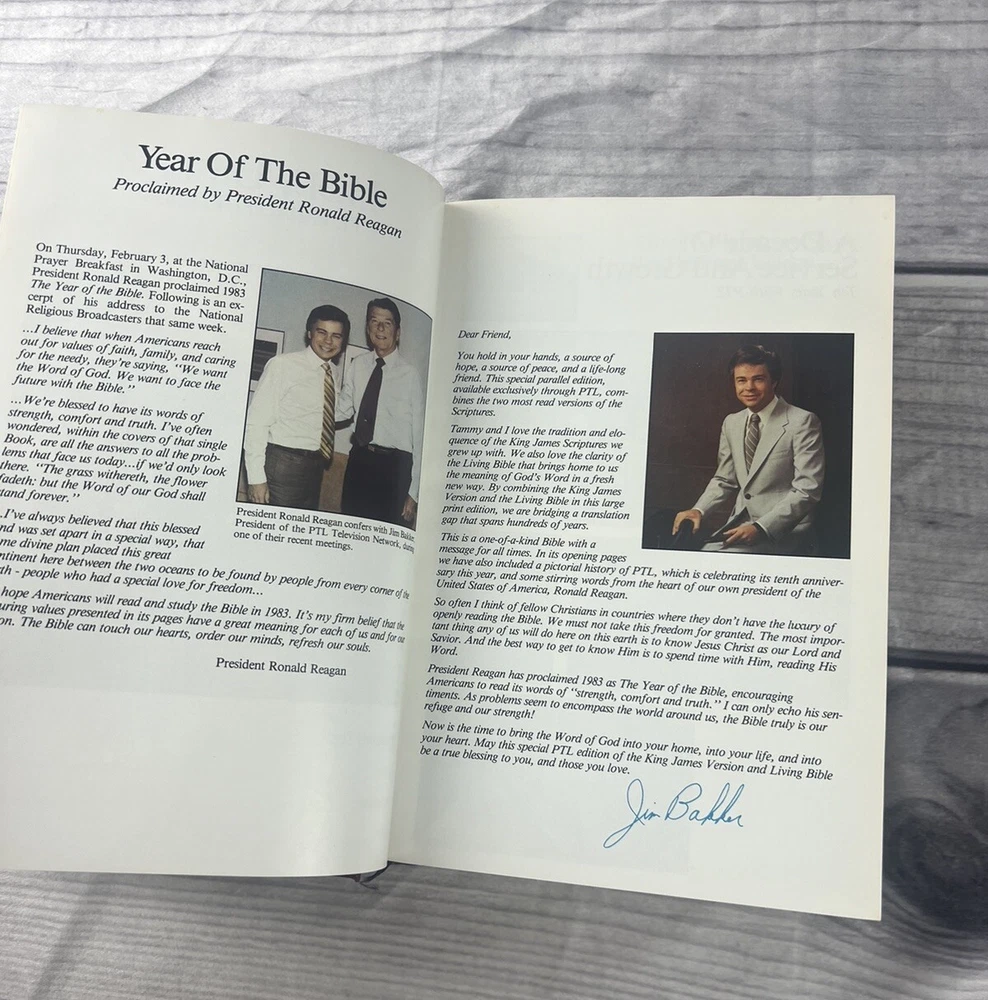 Year Of The Bible
Proclaimed by President Ronald Reagan
On Thursday, February 3, at the National
Prayer Breakfast in Washington, D.C.,
President Ronald Reagan proclaimed 1983
The Year of the Bible. Following is an ex-
cerpt of his address to the National
Religious Broadcasters that same week.
...I believe that when Americans reach
out for values of faith, family, and caring
for the needy, they're saying, "We want
the Word of God. We want to face the
future with the Bible."
...We're blessed to have its words of
strength, comfort and truth. I've often
wondered, within the covers of that single
Book, are all the answers to all the prob-
lems that face us today...if we'd only look
there. "The grass withereth, the flower
fadeth: but the Word of our God shall
tand forever."
..I've always believed that this blessed
nd was set apart in a special way, that
me divine plan placed this great
ntinent here between the two oceans to be found by people from every corner of the
th - people who had a special love for freedom...
hope Americans will read and study the Bible in 1983. It's my firm belief that the
uring values presented in its pages have a great meaning for each of us and for our
on. The Bible can touch our hearts, order our minds, refresh our souls.
President Ronald Reagan
President Ronald Reagan confers with Jim Bakker,
President of the PTL Television Network, during
one of their recent meetings.
Dear Friend,
You hold in your hands, a source of
hope, a source of peace, and a life-long
friend. This special parallel edition,
available exclusively through PTL, com-
bines the two most read versions of the
Scriptures.
Tammy and I love the tradition and elo-
quence of the King James Scriptures we
grew up with. We also love the clarity of
the Living Bible that brings home to us
the meaning of God's Word in a fresh
new way. By combining the King James
Version and the Living Bible in this large
print edition, we are bridging a translation
gap that spans hundreds of years.
This is a one-of-a-kind Bible with a
message for all times. In its opening pages
we have also included a pictorial history of PTL, which is celebrating its tenth anniver-
sary this year, and some stirring words from the heart of our own president of the
United States of America, Ronald Reagan.
So often I think of fellow Christians in countries where they don't have the luxury of
openly reading the Bible. We must not take this freedom for granted. The most impor-
tant thing any of us will do here on this earth is to know Jesus Christ as our Lord and
Savior. And the best way to get to know Him is to spend time with Him, reading His
Word.
President Reagan has proclaimed 1983 as The Year of the Bible, encouraging
Americans to read its words of "strength, comfort and truth." I can only echo his sen-
timents. As problems seem to encompass the world around us, the Bible truly is our
refuge and our strength!
Now is the time to bring the Word of God into your home, into your life, and into
your heart. May this special PTL edition of the King James Version and Living Bible
be a true blessing to you, and those you love.
Jim Bakker